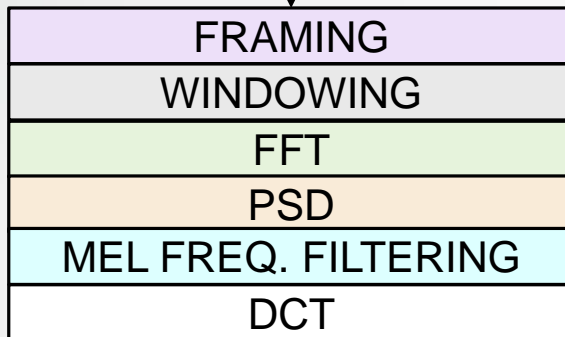 FRAMING
WINDOWING
FFT
PSD
MEL FREQ. FILTERING
DCT